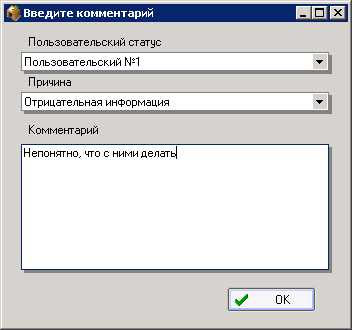 Введите комментарий
Пользовательский статус
Пользовательский №1
Причина
Отрицательная информация
Комментарий
Непонятно, что с ними делать
OK